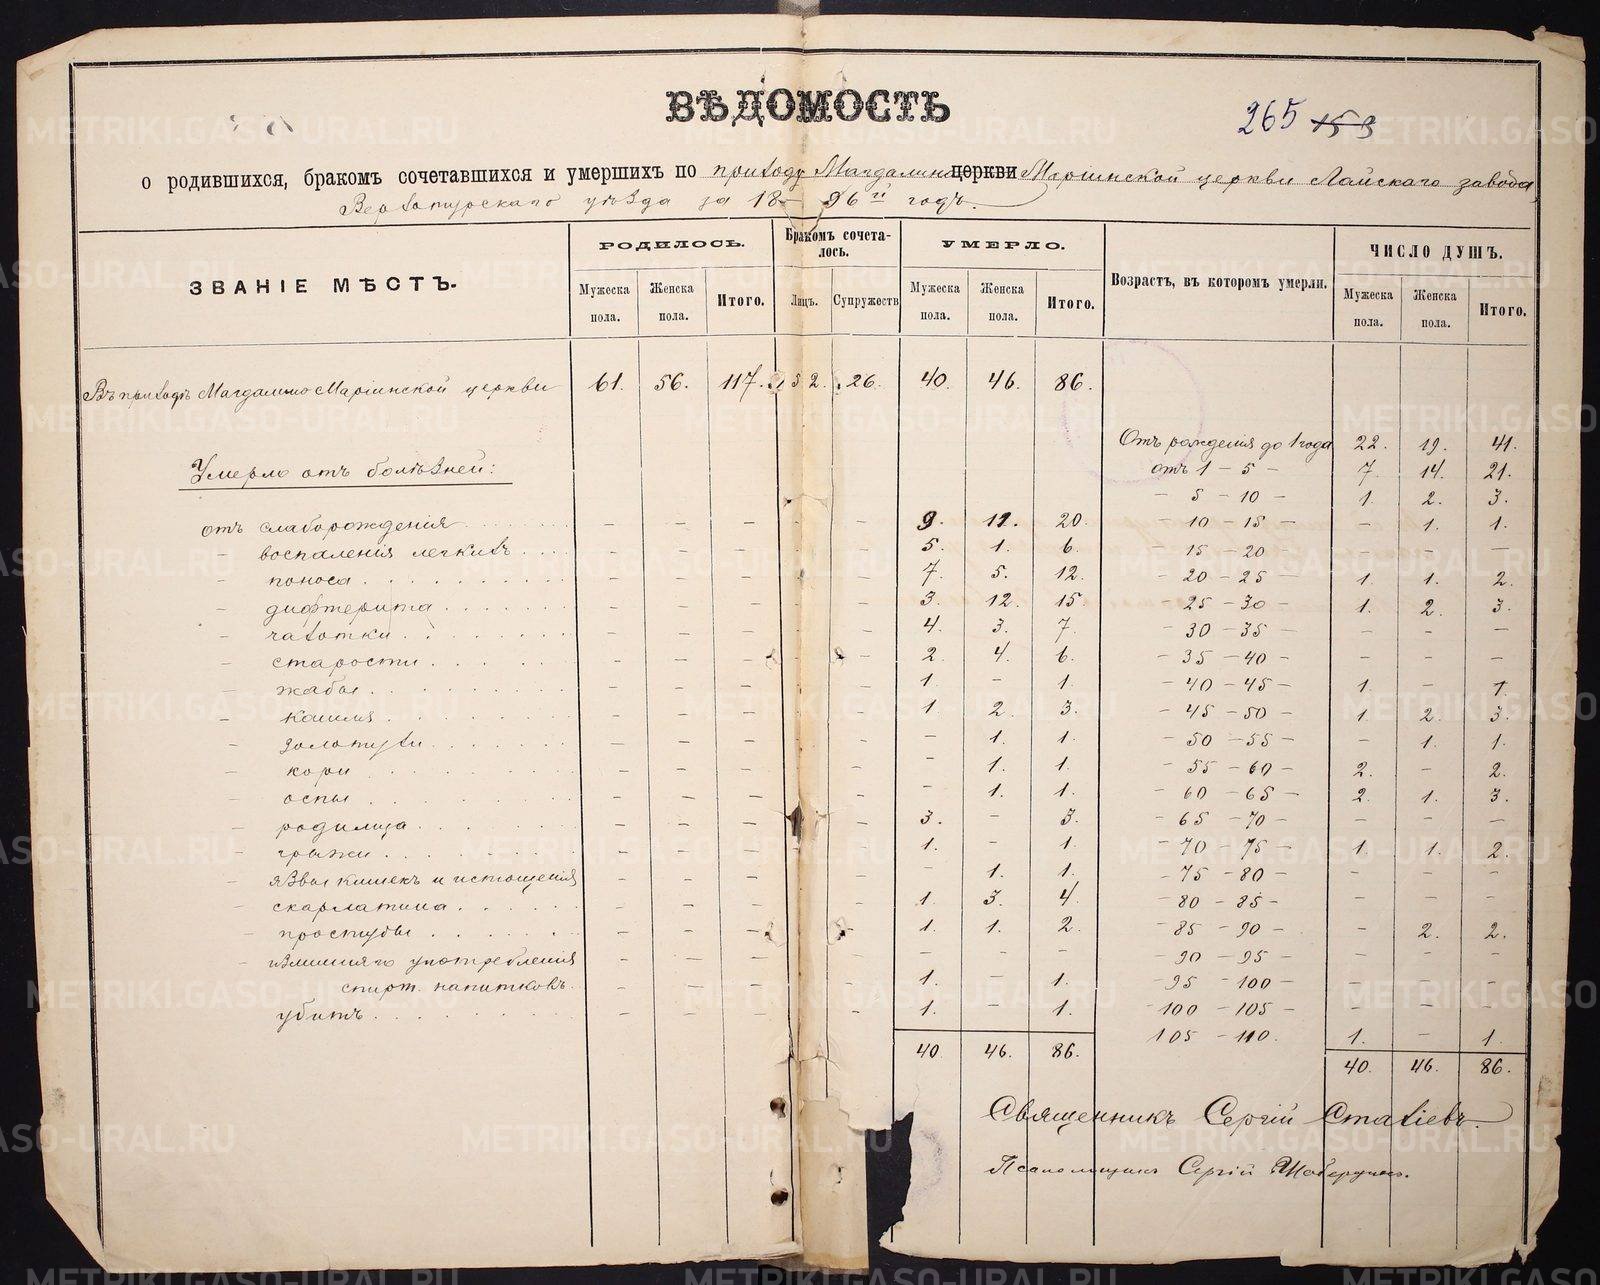 ВѢДОМОСТЬ
265 153
о родившихся, бракомъ сочетавшихся и умершихъ по приходу Магдалино церкви Маріинской церкви Лайскаго завода,
Верхотурскаго уѣзда за 1896й годъ.
ЗВАНІЕ МѢСТЪ. РОДИЛОСЬ. Бракомъ сочета- УМЕРЛО. Возрастъ, въ которомъ умерли. ЧИСЛО ДУШЪ.
лось.
Мужеска Женска Итого. Лицъ. Супружествъ Мужеска Женска Итого. Мужеска Женска Итого.
пола. пола. пола. пола. пола. пола.
Въ приходѣ Магдалино Маріинской церкви 61. 56. 117. 52. 26. 40. 46. 86.
Отъ рожденія до 1 года 22. 19. 41.
Умерло отъ болѣзней: отъ 1 – 5 – 7. 14. 21.
– 5 – 10 – 1. 2. 3.
отъ слаборожденія – – – – – 9. 11. 20. – 10 – 15 – – 1. 1.
– воспаленія легкихъ – – – – – 5. 1. 6. – 15 – 20 – – – –
– поноса – – – – – 7. 5. 12. – 20 – 25 – 1. 1. 2.
– дифтерита – – – – – 3. 12. 15. – 25 – 30 – 1. 2. 3.
– чахотки – – – – – 4. 3. 7. – 30 – 35 – – – –
– старости – – – – – 2. 4. 6. – 35 – 40 – – – –
– жабы – – – – – 1. – 1. – 40 – 45 – 1. – 1.
– кашля – – – – – 1. 2. 3. – 45 – 50 – 1. 2. 3.
– золотухи – – – – – – 1. 1. – 50 – 55 – – 1. 1.
– кори – – – – – – 1. 1. – 55 – 60 – 2. – 2.
– оспы – – – – – – 1. 1. – 60 – 65 – 2. 1. 3.
– родимца – – – – – 3. – 3. – 65 – 70 – – – –
– грыжи – – – – – 1. – 1. – 70 – 75 – 1. 1. 2.
– язвы кишекъ и истощенія – – – – – – 1. 1. – 75 – 80 – – – –
– скарлатина – – – – – 1. 3. 4. – 80 – 85 – – – –
– простуды – – – – – 1. 1. 2. – 85 – 90 – – 2. 2.
– излишняго употребленія – – – – – – – – – 90 – 95 – – – –
спирт. напитковъ – – – – – 1. – 1. – 95 – 100 – – – –
убитъ – – – – – 1. – 1. – 100 – 105 – – – –
105 – 110. 1. – 1.
40. 46. 86.
40. 46. 86.
Священникъ Сергій Стахіевъ.
Псаломщикъ Сергій
METRIKI.GASO-URAL.RU